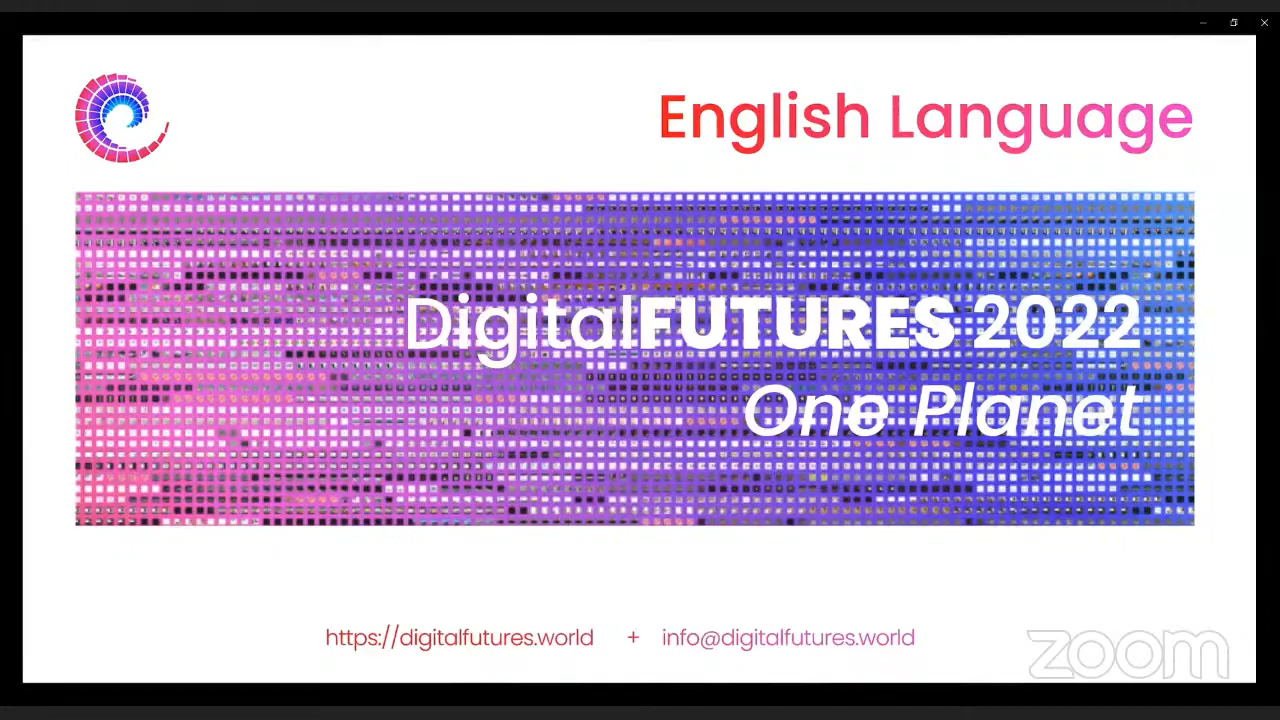 English Language
DigitalFUTURES 2022
One Planet
https://digitalfutures.world + info@digitalfutures.world
zoom